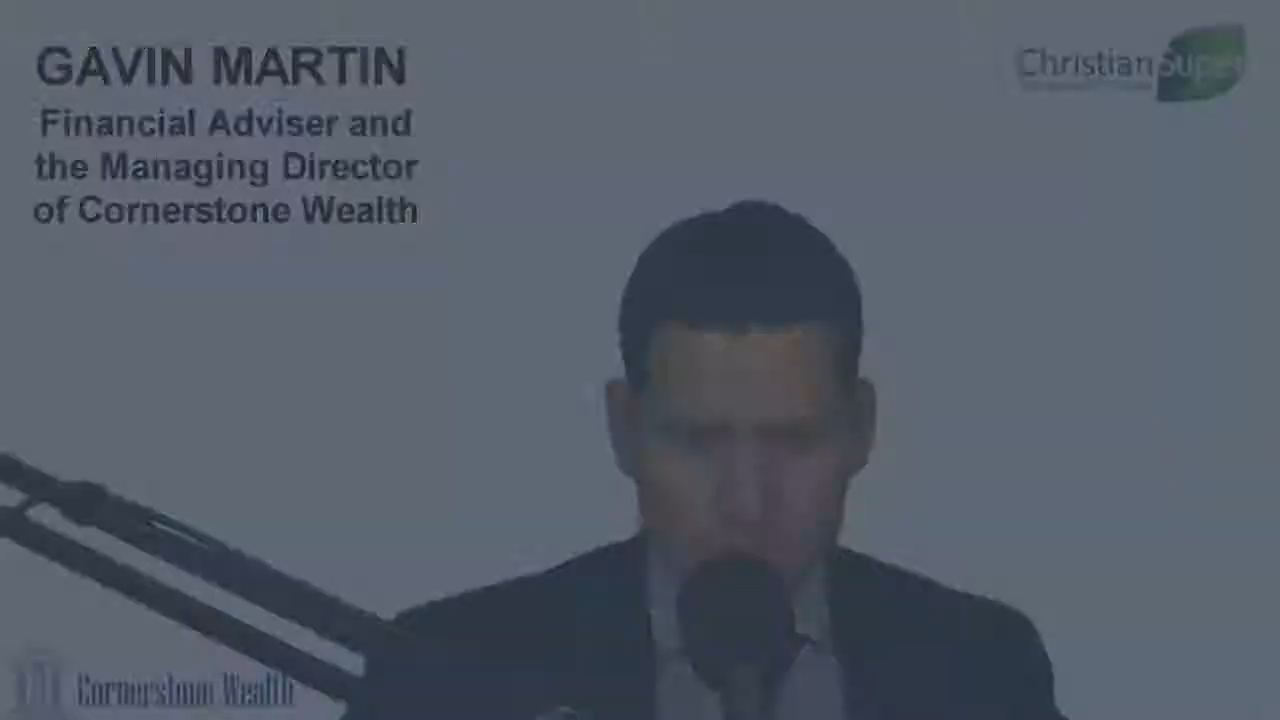 GAVIN MARTIN
Financial Adviser and
the Managing Director
of Cornerstone Wealth
Christian Super
Cornerstone Wealth